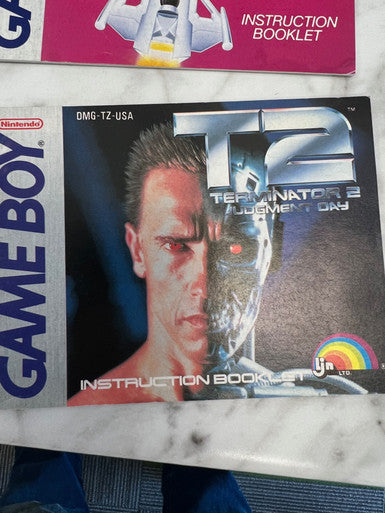 GA
INSTRUCTION
BOOKLET
Nintendo
GAME BOY
DMG-TZ-USA
T2
TM
TERMINATOR 2
JUDGMENT DAY
INSTRUCTION BOOKLET
ljn
LTD.
®